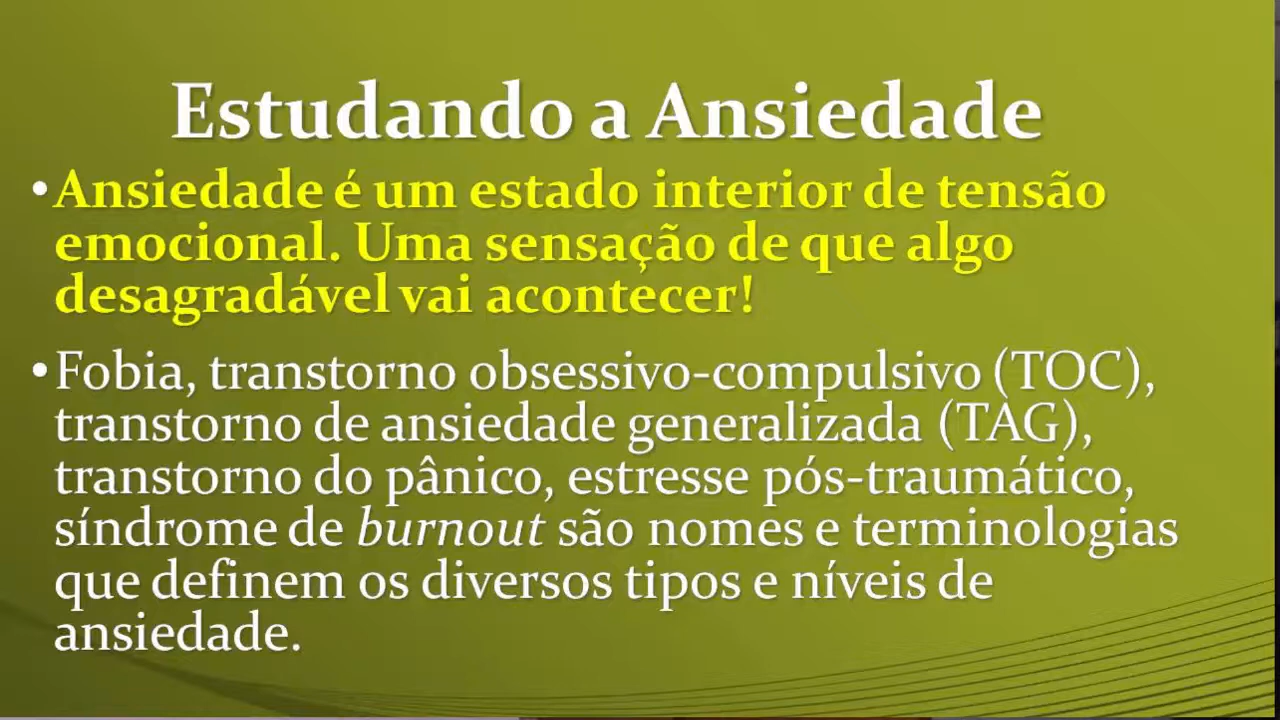 Estudando a Ansiedade
•Ansiedade é um estado interior de tensão
emocional. Uma sensação de que algo
desagradável vai acontecer!
•Fobia, transtorno obsessivo-compulsivo (TOC),
transtorno de ansiedade generalizada (TAG),
transtorno do pânico, estresse pós-traumático,
síndrome de burnout são nomes e terminologias
que definem os diversos tipos e níveis de
ansiedade.